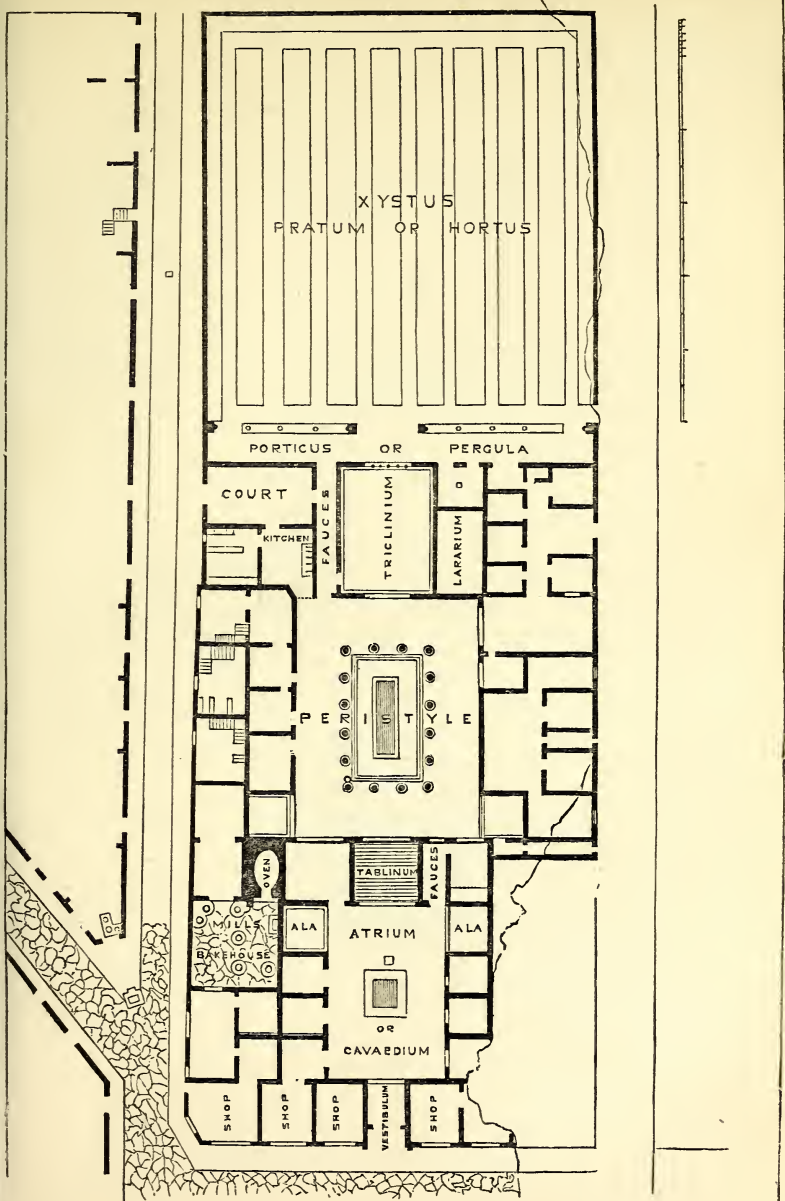 XYSTUS
PRATUM OR HORTUS
PORTICUS OR PERGULA
COURT
FAUCES
TRICLINIUM
KITCHEN
LARARIUM
PERISTYLE
OVEN
TABLINUM
FAUCES
MILLS
ALA
ATRIUM
ALA
BAKEHOUSE
OR
CAVAEDIUM
SHOP
SHOP
SHOP
VESTIBULUM
SHOP